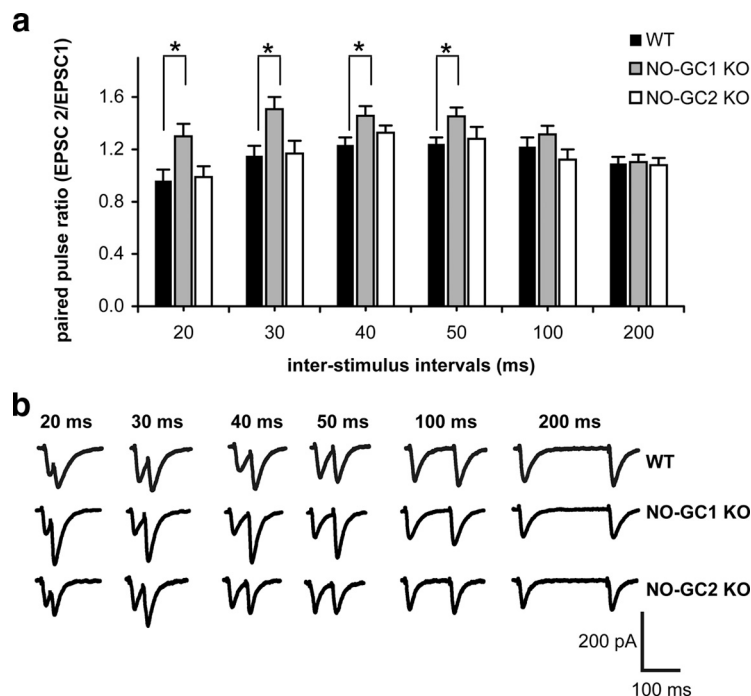 a
* * * *
WT
NO-GC1 KO
NO-GC2 KO
paired pulse ratio (EPSC 2/EPSC1)
1.6
1.2
0.8
0.4
0.0
20 30 40 50 100 200
inter-stimulus intervals (ms)
b
20 ms 30 ms 40 ms 50 ms 100 ms 200 ms
WT
NO-GC1 KO
NO-GC2 KO
200 pA
100 ms